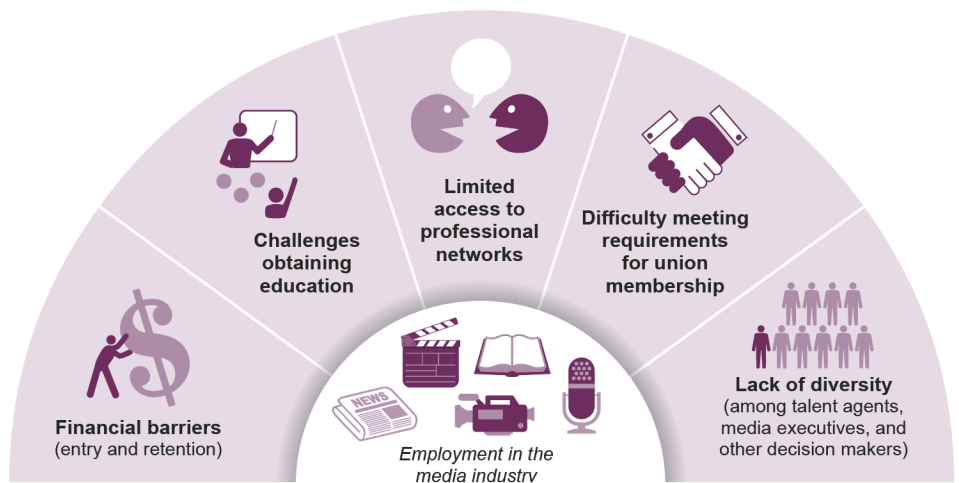 Financial barriers
(entry and retention)
Challenges
obtaining
education
Limited
access to
professional
networks
Difficulty meeting
requirements
for union
membership
Lack of diversity
(among talent agents,
media executives, and
other decision makers)
NEWS
Employment in the
media industry